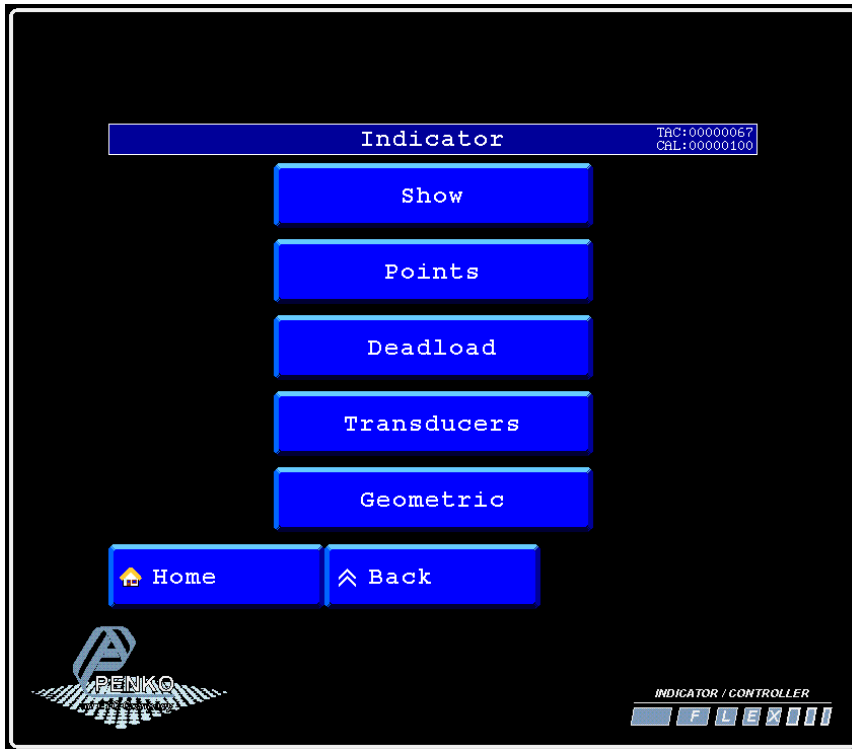 Indicator
TAC:00000067
CAL:00000100
Show
Points
Deadload
Transducers
Geometric
Home
Back
PENKO
INDICATOR / CONTROLLER
FLEX